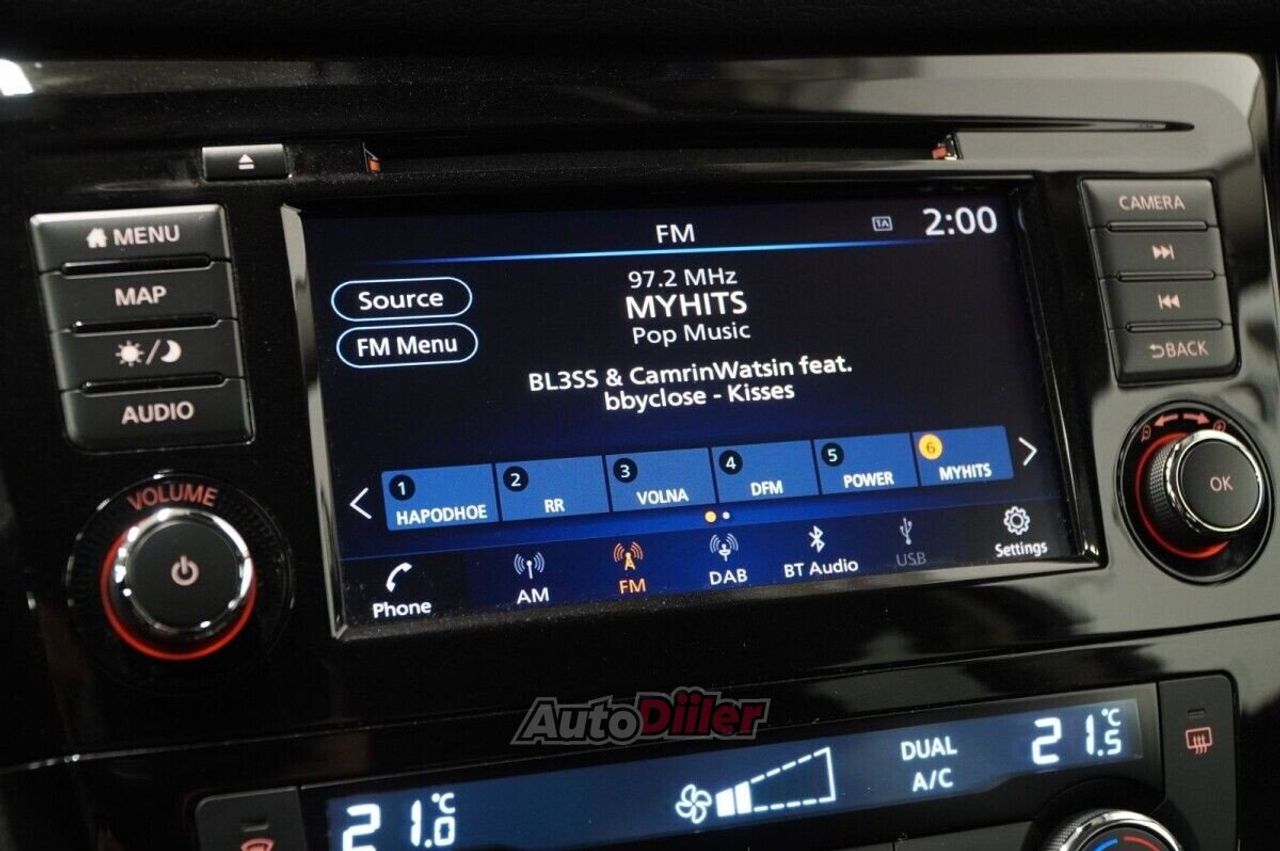 MENU
MAP
AUDIO
VOLUME
FM
TA
2:00
Source
FM Menu
97.2 MHz
MYHITS
Pop Music
BL3SS & CamrinWatsin feat.
bbyclose - Kisses
1 НАРОДНОЕ
2 RR
3 VOLNA
4 DFM
5 POWER
6 MYHITS
Phone
AM
FM
DAB
BT Audio
USB
Settings
CAMERA
BACK
OK
AutoDiiler
21.0°C
DUAL
A/C
21.5°C